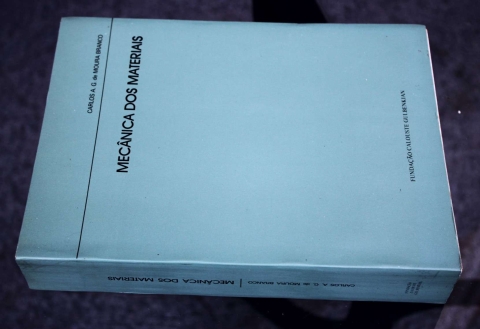 CARLOS A. G. de MOURA BRANCO
MECÂNICA DOS MATERIAIS
FUNDAÇÃO CALOUSTE GULBENKIAN
CARLOS A. G. de MOURA BRANCO | MECÂNICA DOS MATERIAIS